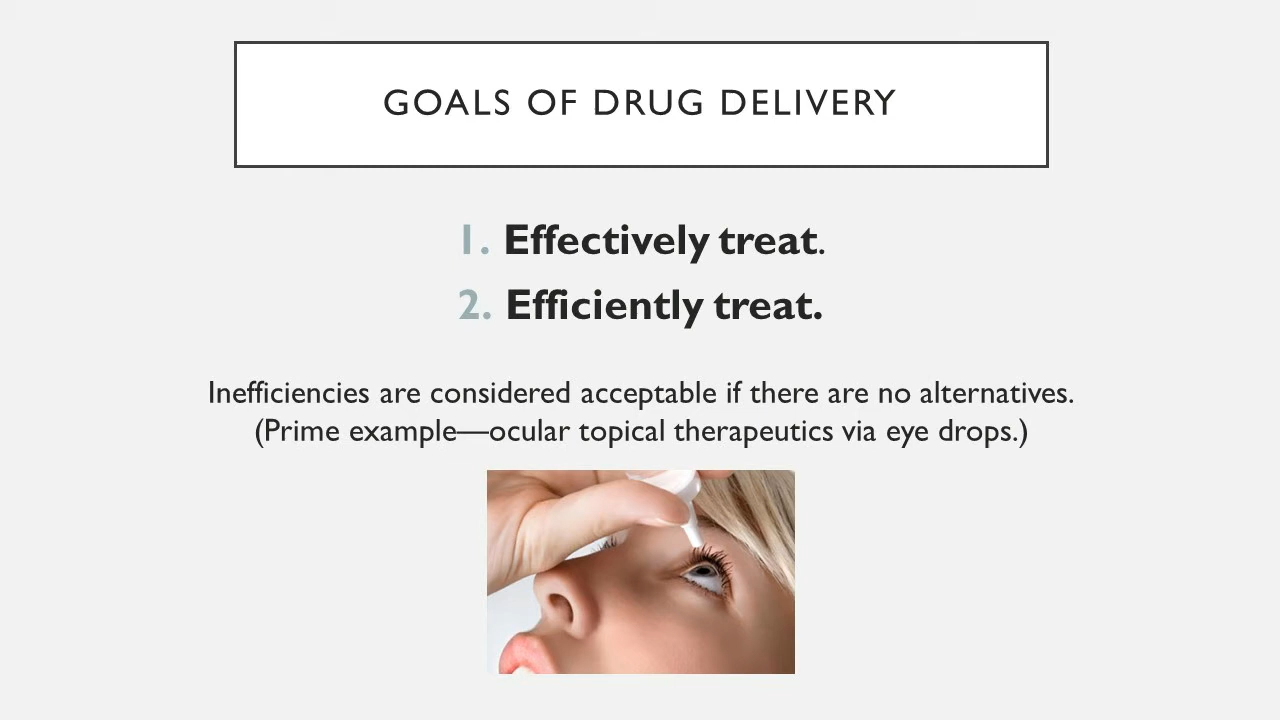 GOALS OF DRUG DELIVERY
1. Effectively treat.
2. Efficiently treat.
Inefficiencies are considered acceptable if there are no alternatives.
(Prime example—ocular topical therapeutics via eye drops.)